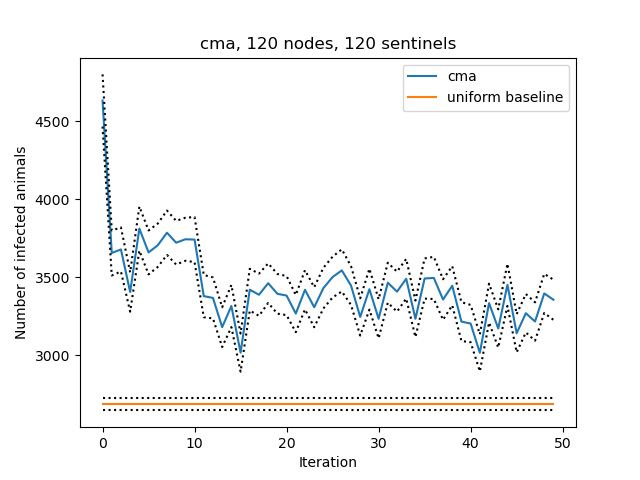 cma, 120 nodes, 120 sentinels
cma
uniform baseline
Number of infected animals
4500
4000
3500
3000
0
10
20
30
40
50
Iteration